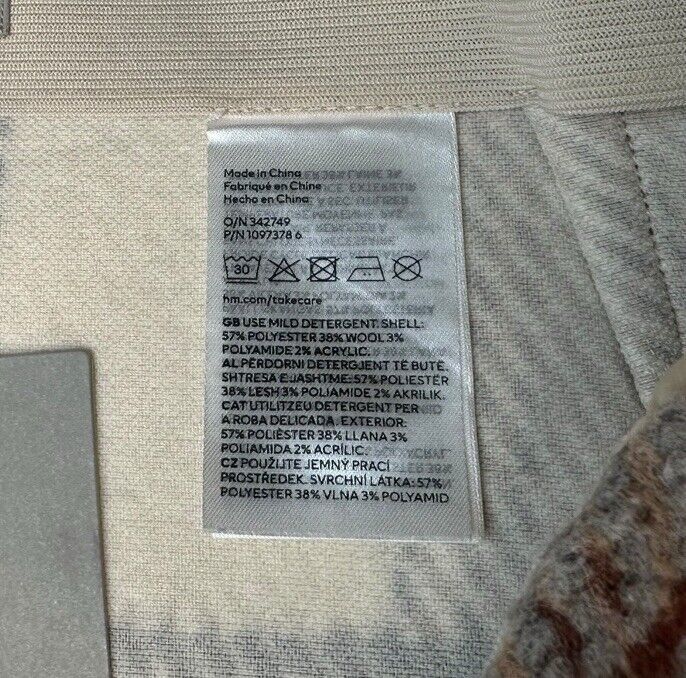 Made in China
Fabriqué en Chine
Hecho en China
O/N 342749
P/N 1097378 6
30
hm.com/takecare
GB USE MILD DETERGENT. SHELL:
57% POLYESTER 38% WOOL 3%
POLYAMIDE 2% ACRYLIC.
AL PËRDORNI DETERGJENT TË BUTË.
SHTRESA E JASHTME: 57% POLIESTËR
38% LESH 3% POLIAMIDE 2% AKRILIK.
CAT UTILITZEU DETERGENT PER
A ROBA DELICADA. EXTERIOR:
57% POLIÈSTER 38% LLANA 3%
POLIAMIDA 2% ACRÍLIC.
CZ POUŽIJTE JEMNÝ PRACÍ
PROSTŘEDEK. SVRCHNÍ LÁTKA: 57%
POLYESTER 38% VLNA 3% POLYAMID